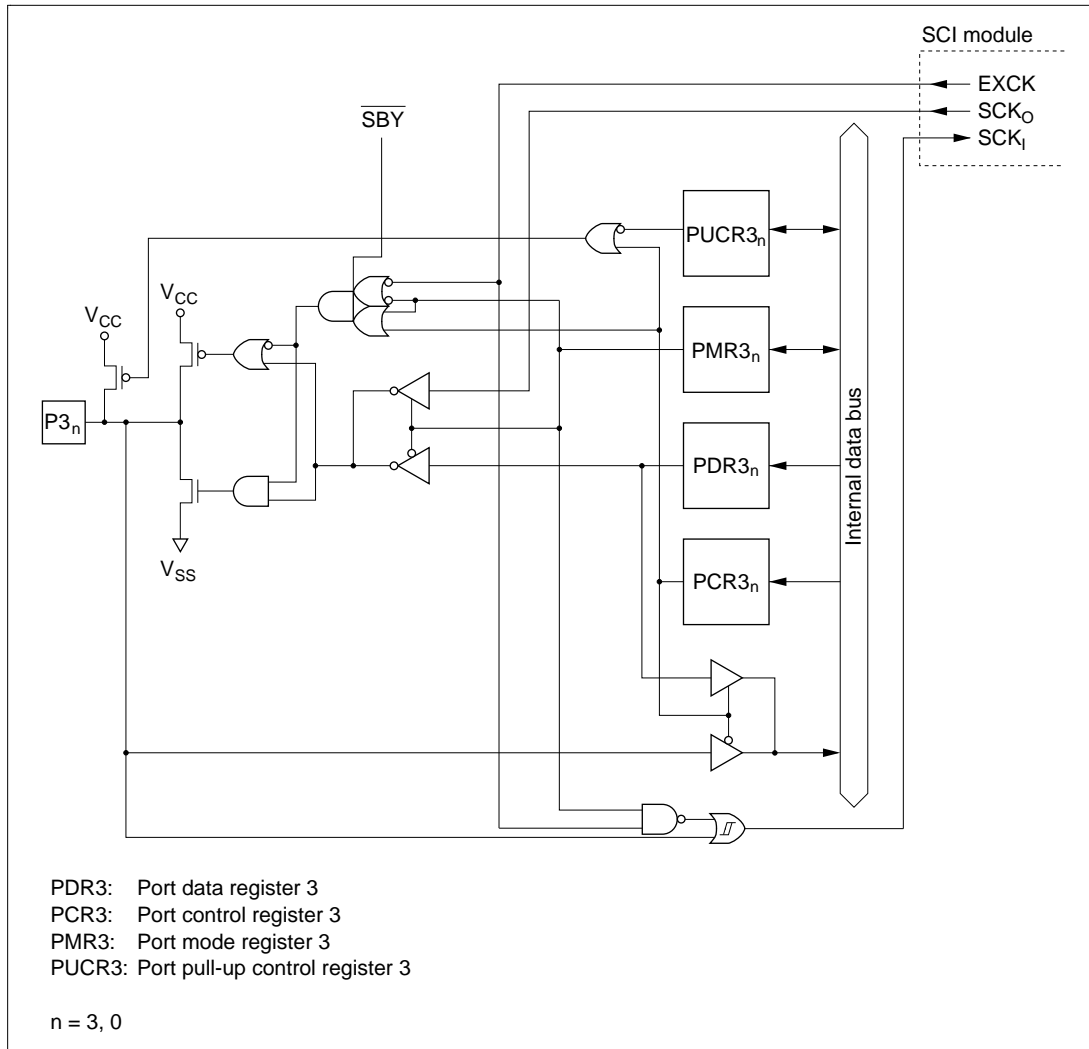 SCI module
EXCK
SCKO
SCKI
SBY
PUCR3n
VCC
VCC
PMR3n
P3n
PDR3n
Internal data bus
VSS
PCR3n
PDR3: Port data register 3
PCR3: Port control register 3
PMR3: Port mode register 3
PUCR3: Port pull-up control register 3
n = 3, 0